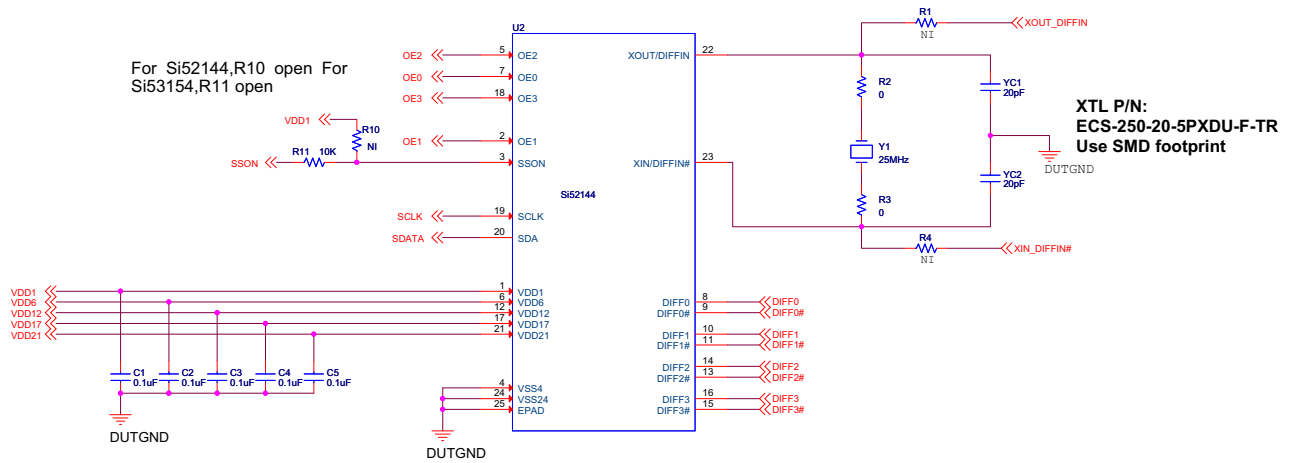 For Si52144,R10 open For
Si53154,R11 open
U2
Si52144
OE2 5 OE2
OE0 7 OE0
OE3 18 OE3
OE1 2 OE1
VDD1
R10
NI
SSON R11 10K 3 SSON
SCLK 19 SCLK
SDATA 20 SDA
VDD1 1 VDD1
VDD6 6 VDD6
VDD12 12 VDD12
VDD17 17 VDD17
VDD21 21 VDD21
C1 C2 C3 C4 C5
0.1uF 0.1uF 0.1uF 0.1uF 0.1uF
DUTGND
4 VSS4
24 VSS24
25 EPAD
DUTGND
XOUT/DIFFIN 22
R1
NI
XOUT_DIFFIN
R2
0
YC1
20pF
Y1
25MHz
XIN/DIFFIN# 23
R3
0
YC2
20pF
DUTGND
R4
NI
XIN_DIFFIN#
XTL P/N:
ECS-250-20-5PXDU-F-TR
Use SMD footprint
DIFF0 8 DIFF0
DIFF0# 9 DIFF0#
DIFF1 10 DIFF1
DIFF1# 11 DIFF1#
DIFF2 14 DIFF2
DIFF2# 13 DIFF2#
DIFF3 16 DIFF3
DIFF3# 15 DIFF3#